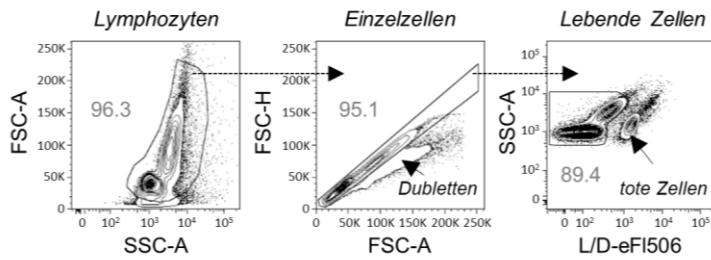 Lymphozyten
Einzelzellen
Lebende Zellen
FSC-A
250K
200K
150K
100K
50K
0
96.3
0 10² 10³ 10⁴ 10⁵
SSC-A
FSC-H
250K
200K
150K
100K
50K
0
95.1
Dubletten
0 50K 100K 150K 200K 250K
FSC-A
SSC-A
10⁵
10⁴
10³
10²
0
89.4
tote Zellen
0 10² 10³ 10⁴ 10⁵
L/D-eFl506